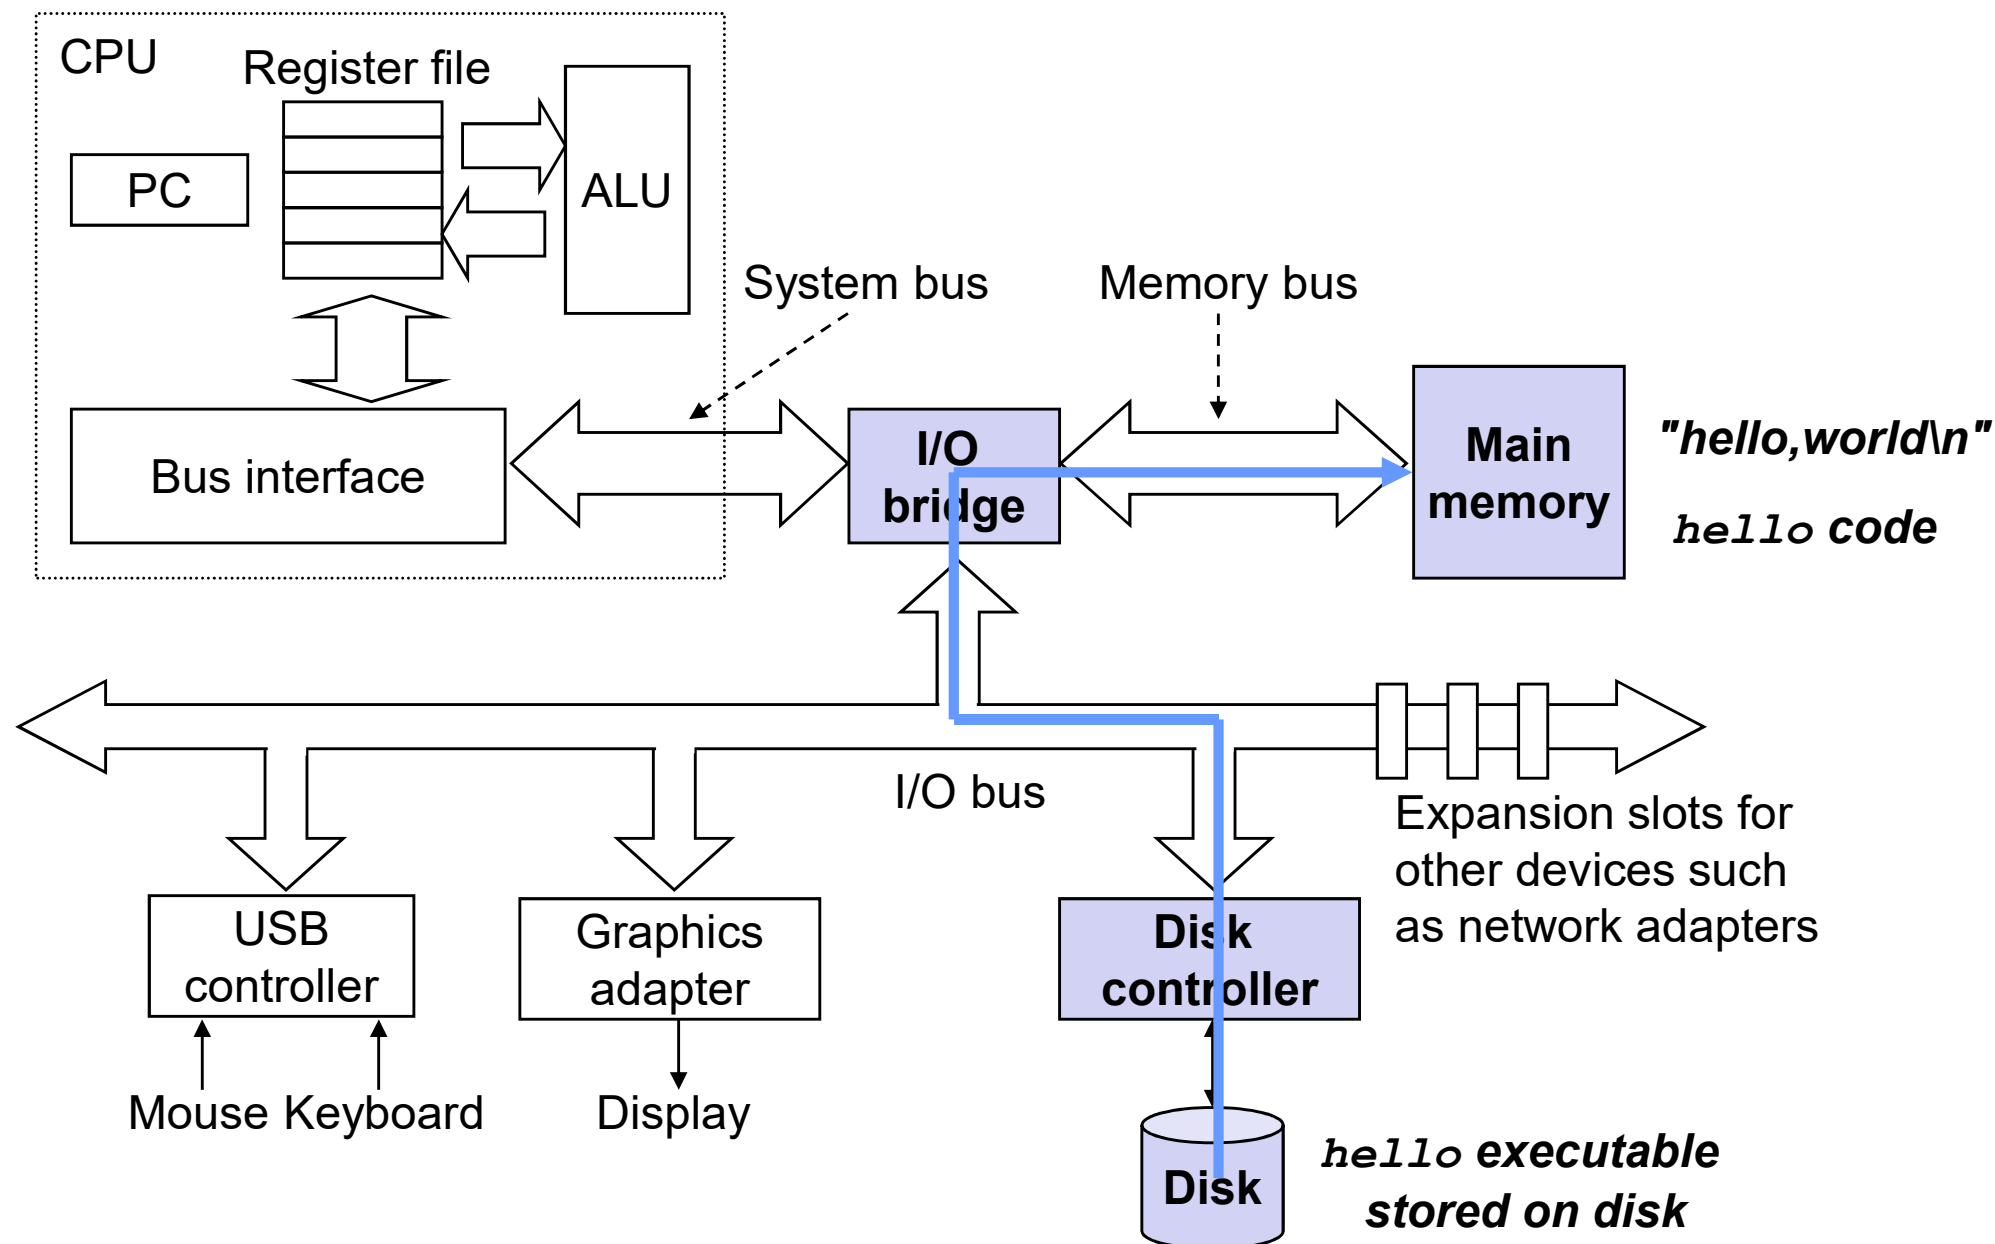 CPU
Register file
PC
ALU
System bus
Memory bus
Bus interface
I/O
bridge
Main
memory
"hello,world\n"
hello code
I/O bus
Expansion slots for
other devices such
as network adapters
USB
controller
Graphics
adapter
Disk
controller
Mouse Keyboard
Display
Disk
hello executable
stored on disk